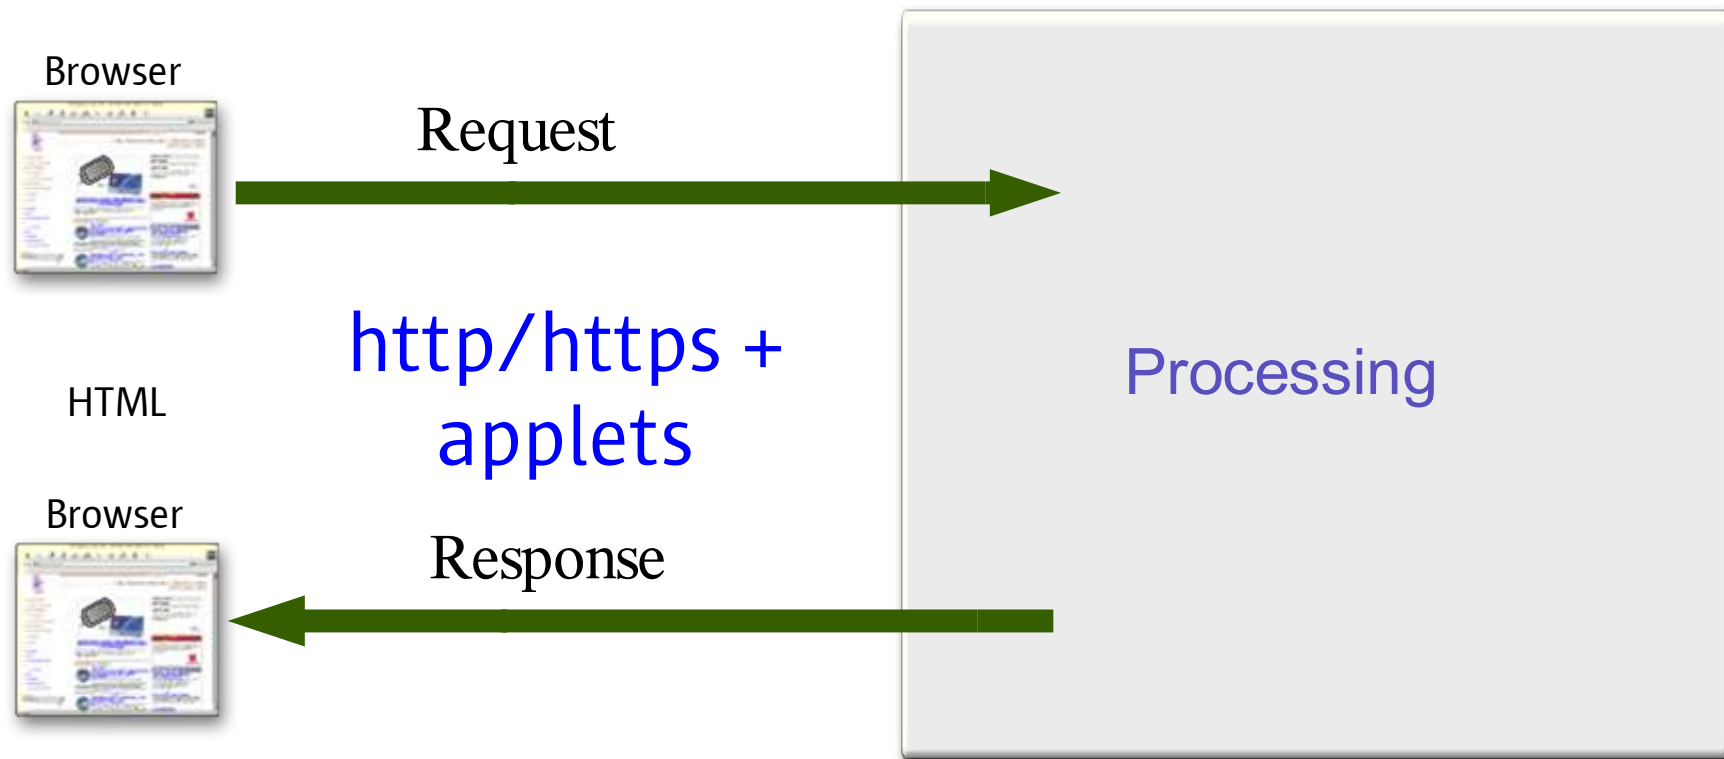 Browser
Request
http/https +
applets
HTML
Processing
Browser
Response